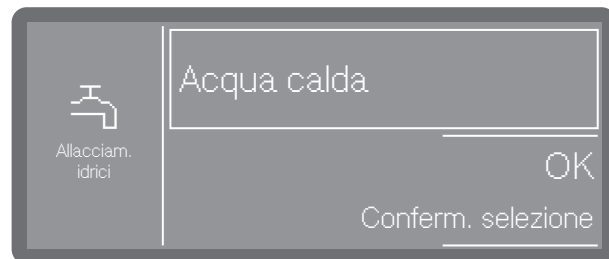 Acqua calda
Allacciam.
idrici
OK
Conferm. selezione